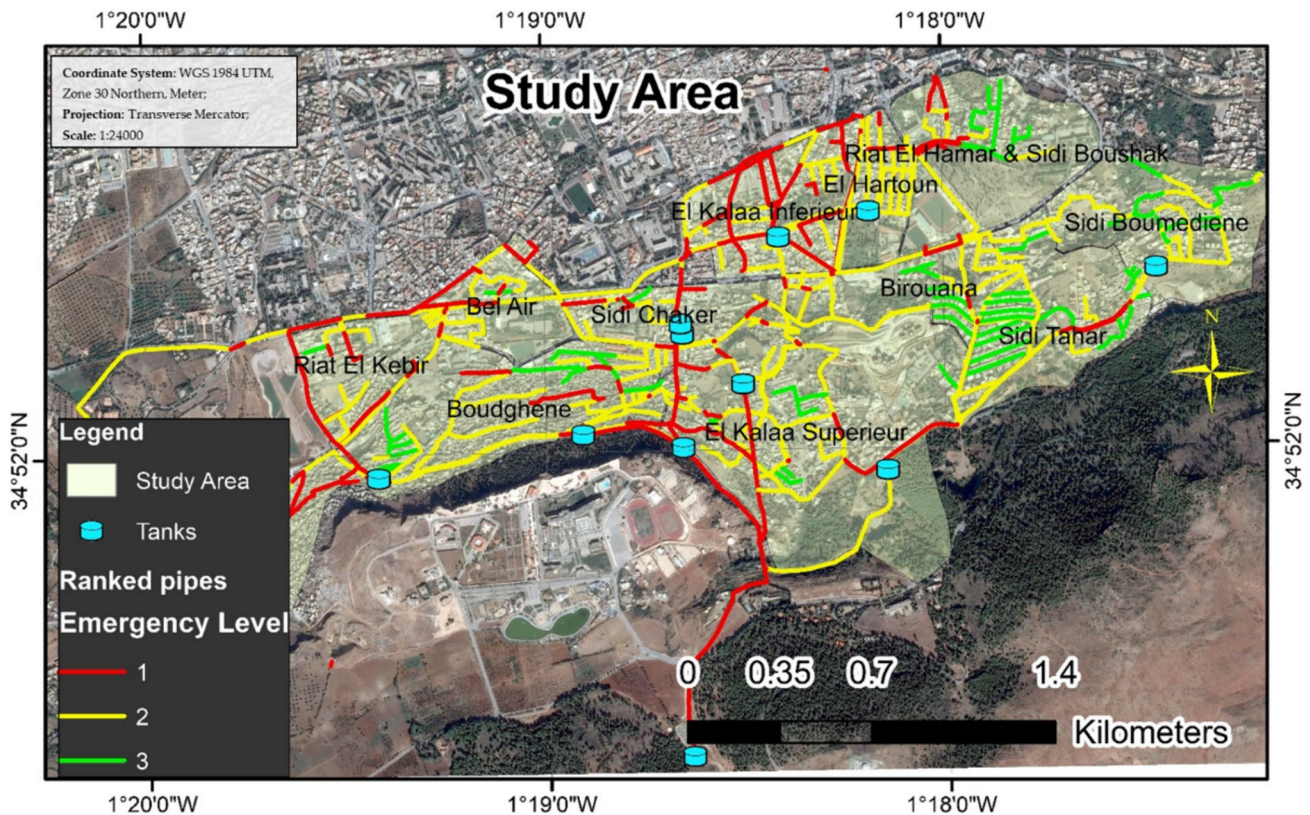 1°20'0"W
1°19'0"W
1°18'0"W
Coordinate System: WGS 1984 UTM,
Zone 30 Northern, Meter;
Projection: Transverse Mercator;
Scale: 1:24000
Study Area
Riat El Hamar & Sidi Boushak
El Hartoun
El Kalaa Inferieur
Sidi Boumediene
Birouana
Bel Air
Sidi Chaker
Sidi Tahar
Riat El Kebir
N
Boudghene
El Kalaa Superieur
34°52'0"N
34°52'0"N
Legend
Study Area
Tanks
Ranked pipes
Emergency Level
1
2
3
0 0.35 0.7 1.4
Kilometers
1°20'0"W
1°19'0"W
1°18'0"W